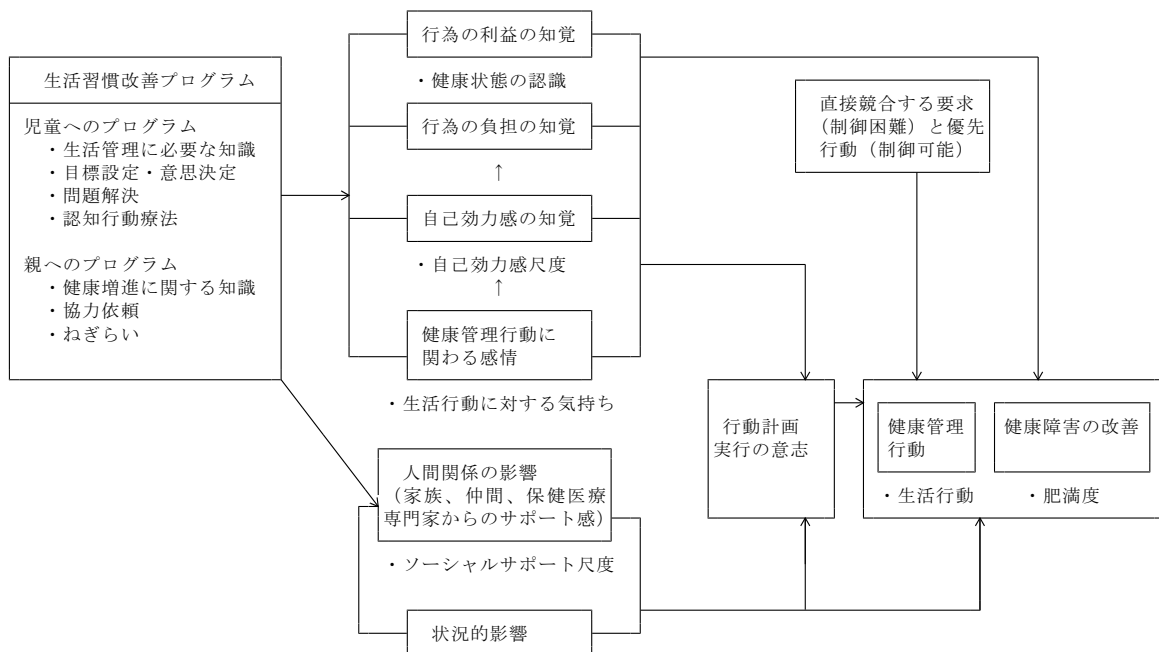 生活習慣改善プログラム
児童へのプログラム
・生活管理に必要な知識
・目標設定・意思決定
・問題解決
・認知行動療法
親へのプログラム
・健康増進に関する知識
・協力依頼
・ねぎらい
行為の利益の知覚
・健康状態の認識
行為の負担の知覚
↑
自己効力感の知覚
・自己効力感尺度
↑
健康管理行動に
関わる感情
・生活行動に対する気持ち
人間関係の影響
（家族、仲間、保健医療
専門家からのサポート感）
・ソーシャルサポート尺度
状況的影響
直接競合する要求
（制御困難）と優先
行動（制御可能）
行動計画
実行の意志
健康管理
行動
・生活行動
健康障害の改善
・肥満度